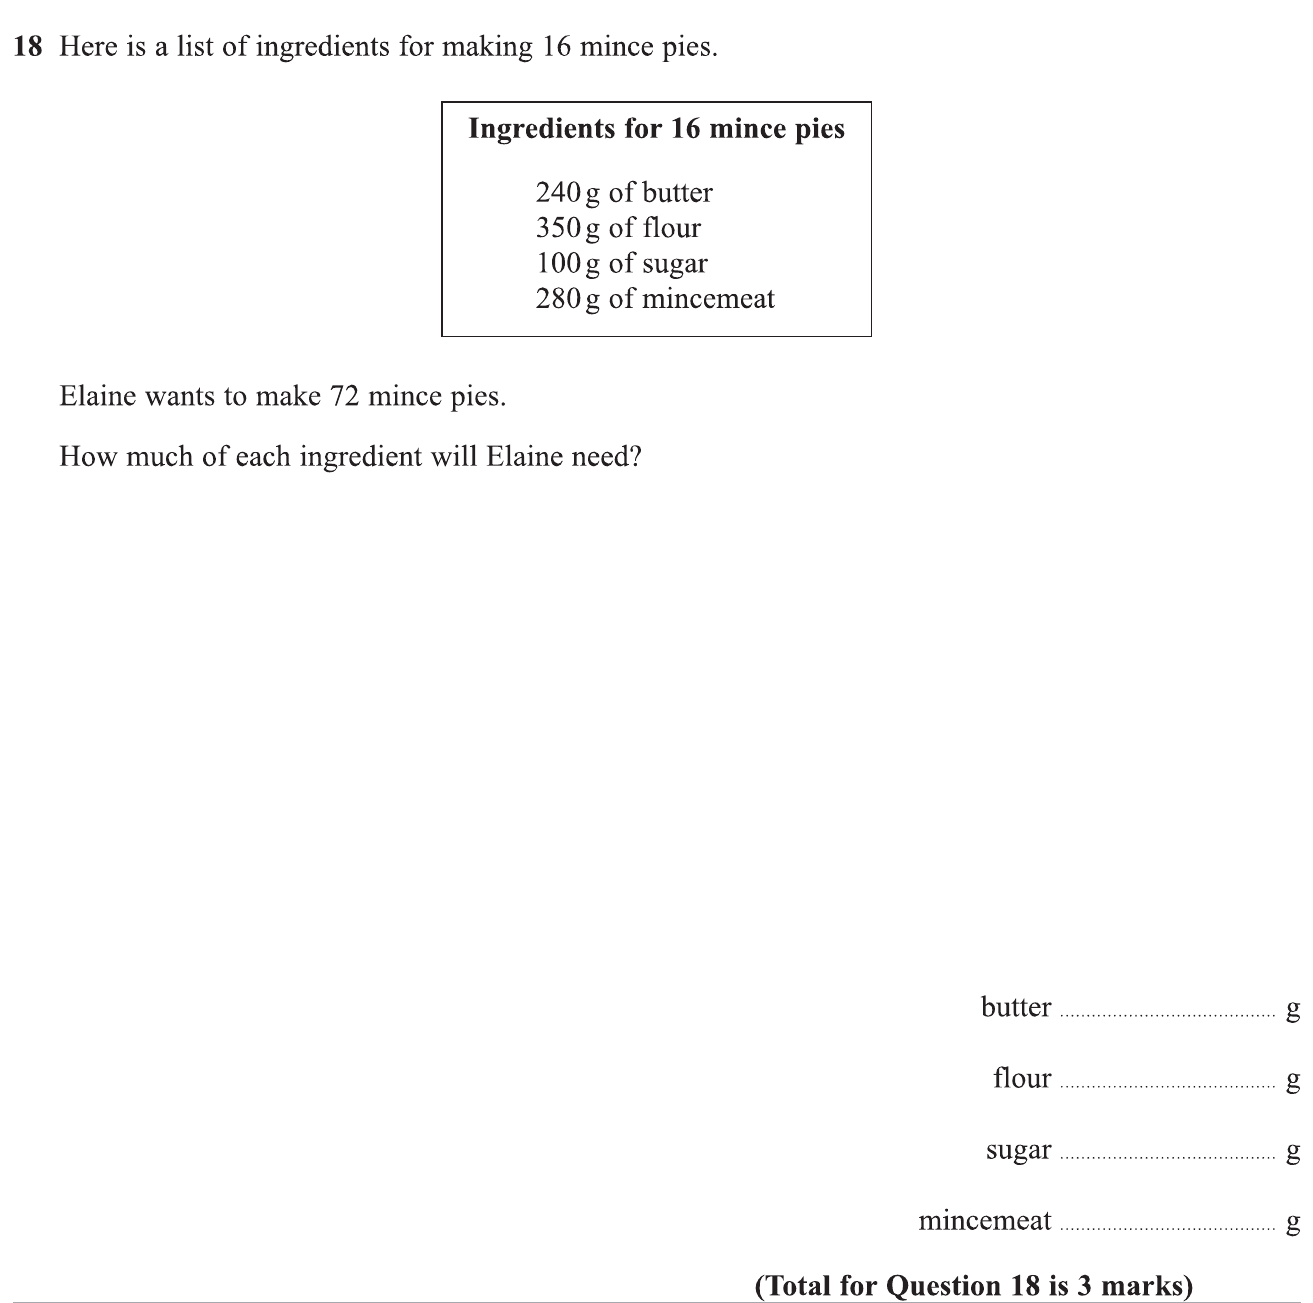 18 Here is a list of ingredients for making 16 mince pies.
Ingredients for 16 mince pies
240 g of butter
350 g of flour
100 g of sugar
280 g of mincemeat
Elaine wants to make 72 mince pies.
How much of each ingredient will Elaine need?
butter ........................................ g
flour ........................................ g
sugar ........................................ g
mincemeat ........................................ g
(Total for Question 18 is 3 marks)